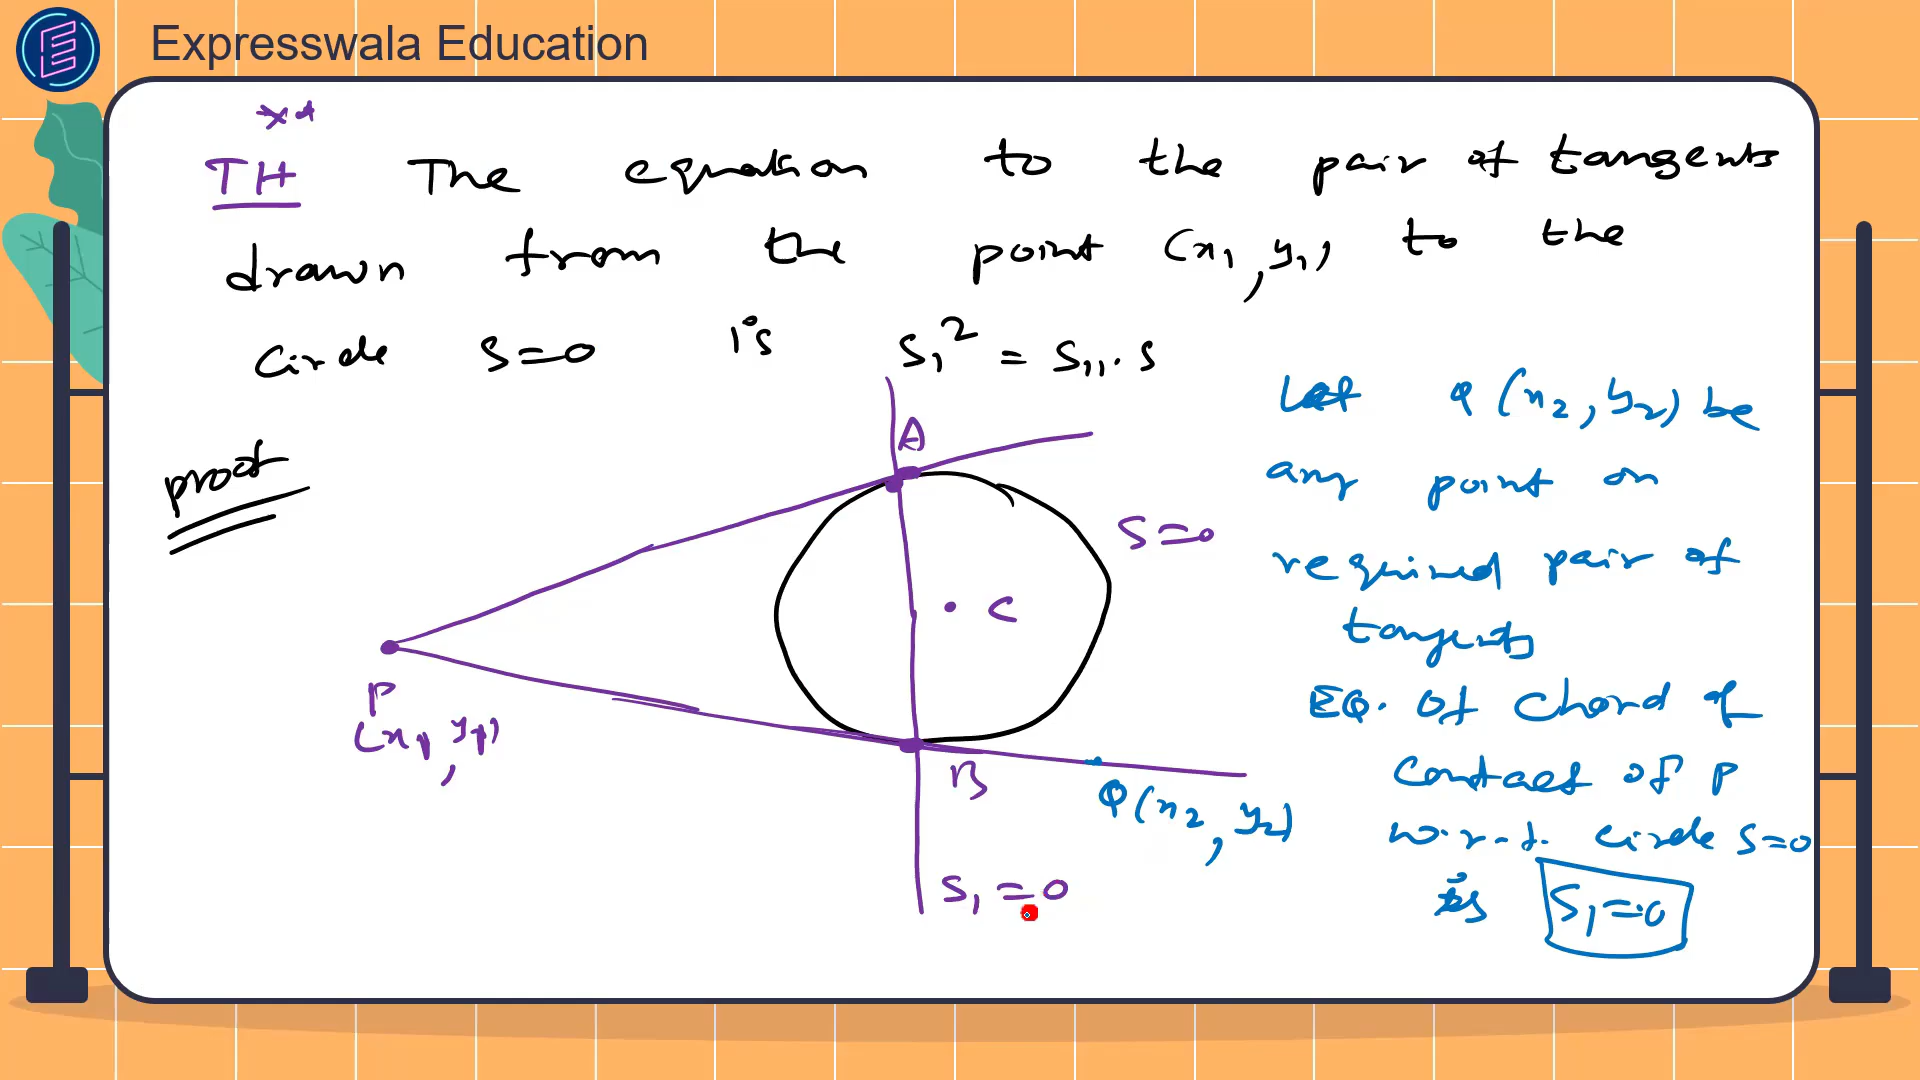 Expresswala Education
TH The equation to the pair of tangents
drawn from the point (x₁, y₁) to the
circle S=0 is S₁² = S₁₁. S
proof
A
S=0
C
P
(x₁, y₁)
B
Q(x₂, y₂)
S₁=0
Let Q (x₂, y₂) be
any point on
required pair of
tangents
EQ. Of chord of
contact of P
w.r.t. circle S=0
is S₁=0